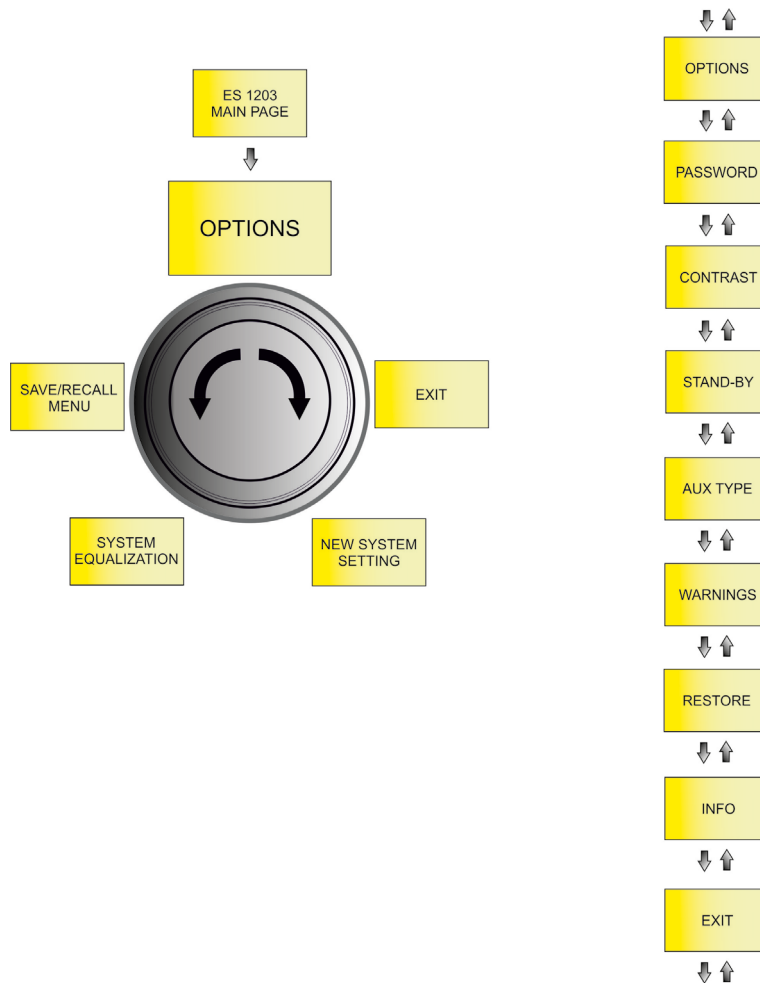 ES 1203
MAIN PAGE
OPTIONS
SAVE/RECALL
MENU
EXIT
SYSTEM
EQUALIZATION
NEW SYSTEM
SETTING
OPTIONS
PASSWORD
CONTRAST
STAND-BY
AUX TYPE
WARNINGS
RESTORE
INFO
EXIT